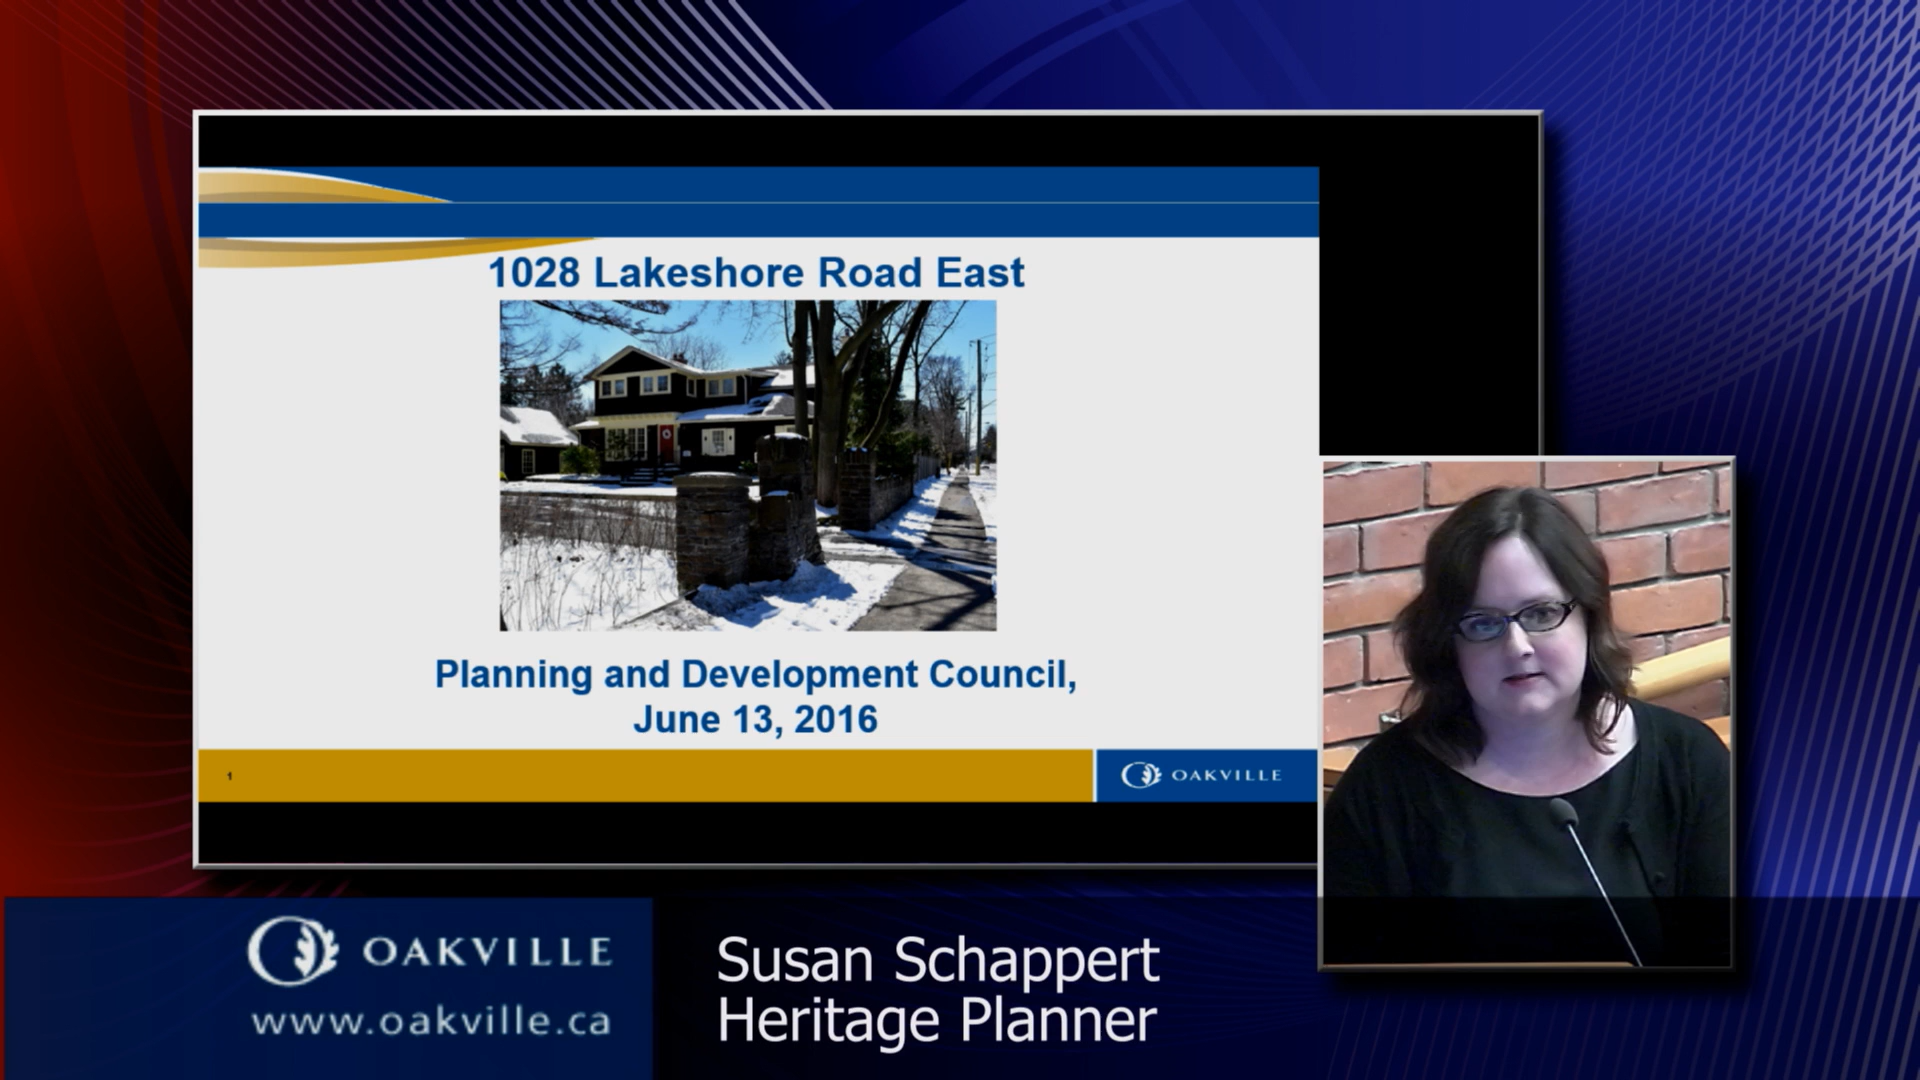 1028 Lakeshore Road East
Planning and Development Council,
June 13, 2016
1
OAKVILLE
OAKVILLE
www.oakville.ca
Susan Schappert
Heritage Planner